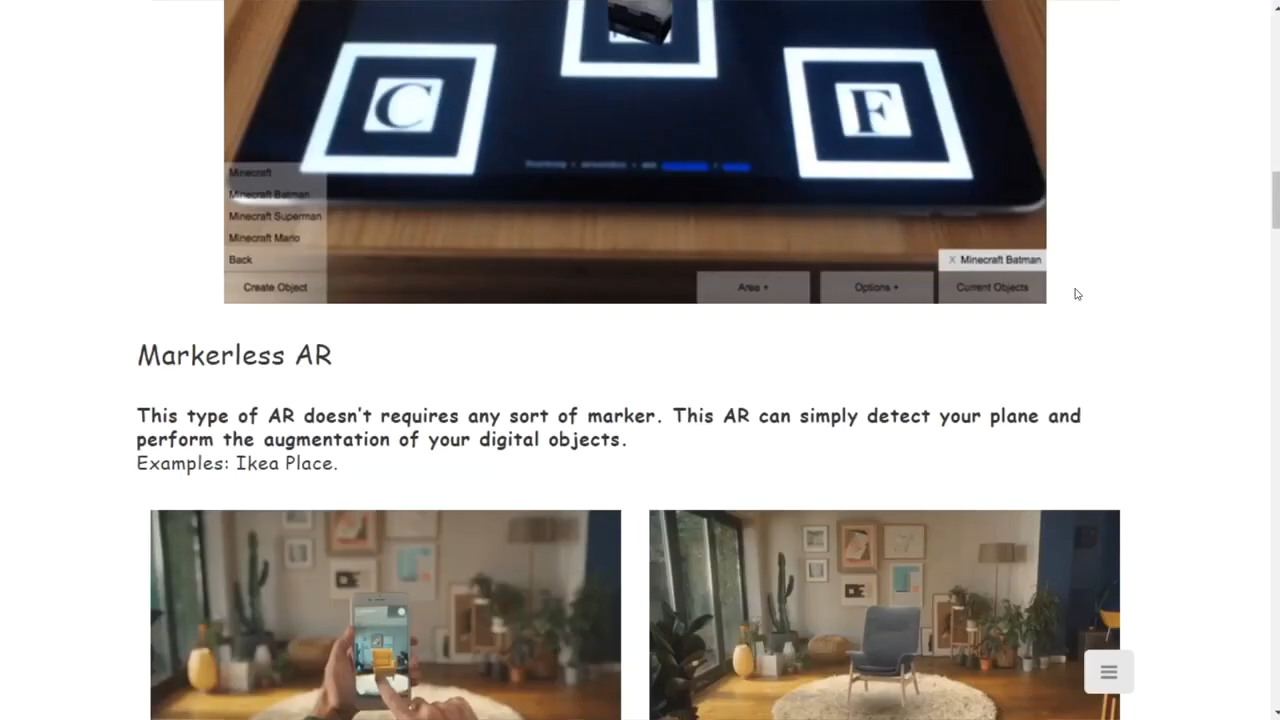 C
F
Minecraft
Minecraft Batman
Minecraft Superman
Minecraft Mario
Back
X Minecraft Batman
Create Object
Area
Options
Current Objects
Markerless AR
This type of AR doesn't requires any sort of marker. This AR can simply detect your plane and
perform the augmentation of your digital objects.
Examples: Ikea Place.